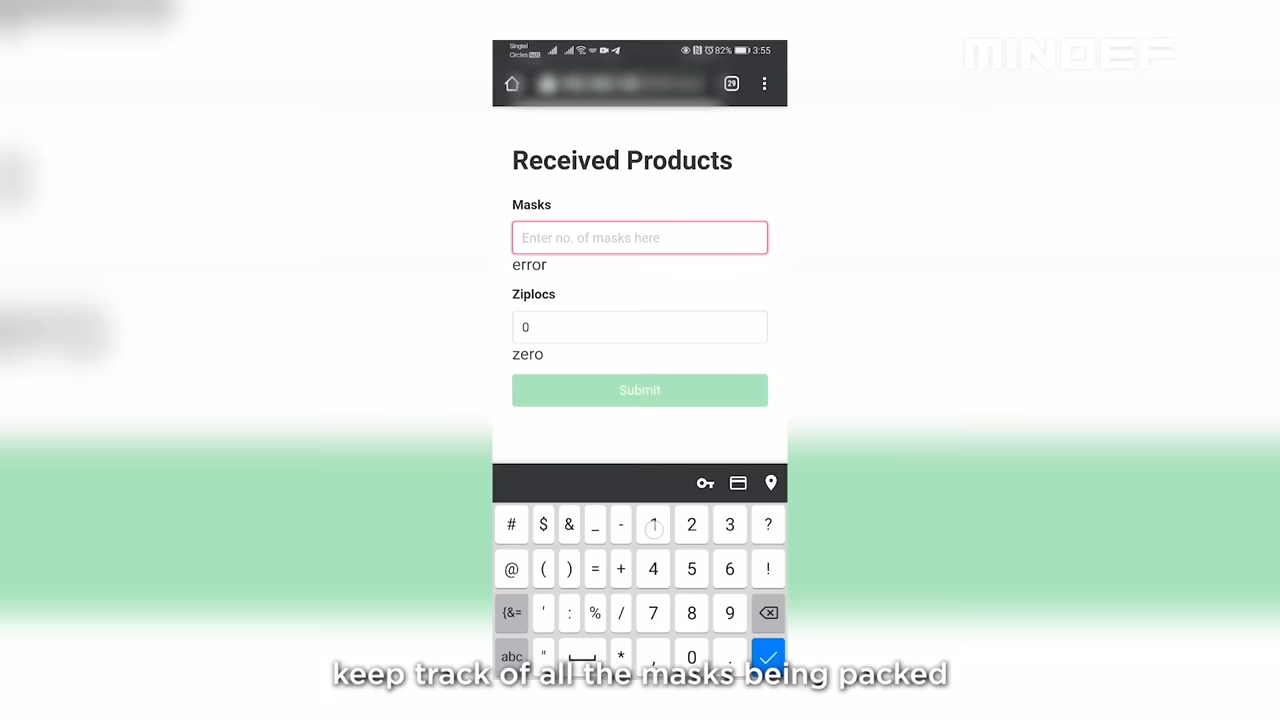 MINDEF
Singtel
Circles
82% 3:55
29
Received Products
Masks
Enter no. of masks here
error
Ziplocs
0
zero
Submit
# $ & _ - 1 2 3 ?
@ ( ) = + 4 5 6 !
{&= ' : % / 7 8 9
abc " * , 0 .
keep track of all the masks being packed